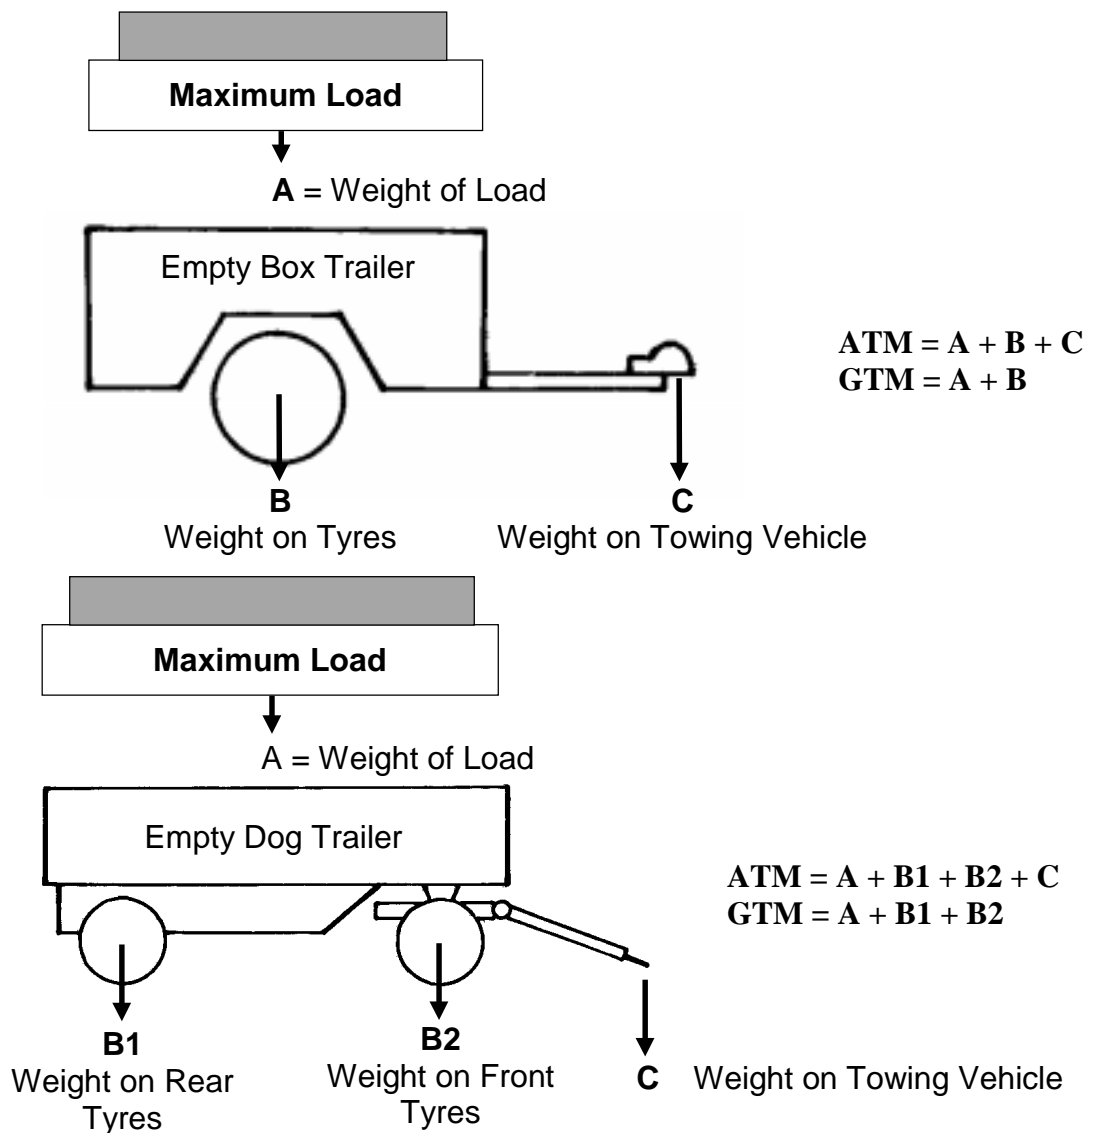 Maximum Load
A = Weight of Load
Empty Box Trailer
ATM = A + B + C
GTM = A + B
B
Weight on Tyres
C
Weight on Towing Vehicle
Maximum Load
A = Weight of Load
Empty Dog Trailer
ATM = A + B1 + B2 + C
GTM = A + B1 + B2
B1
Weight on Rear
Tyres
B2
Weight on Front
Tyres
C Weight on Towing Vehicle